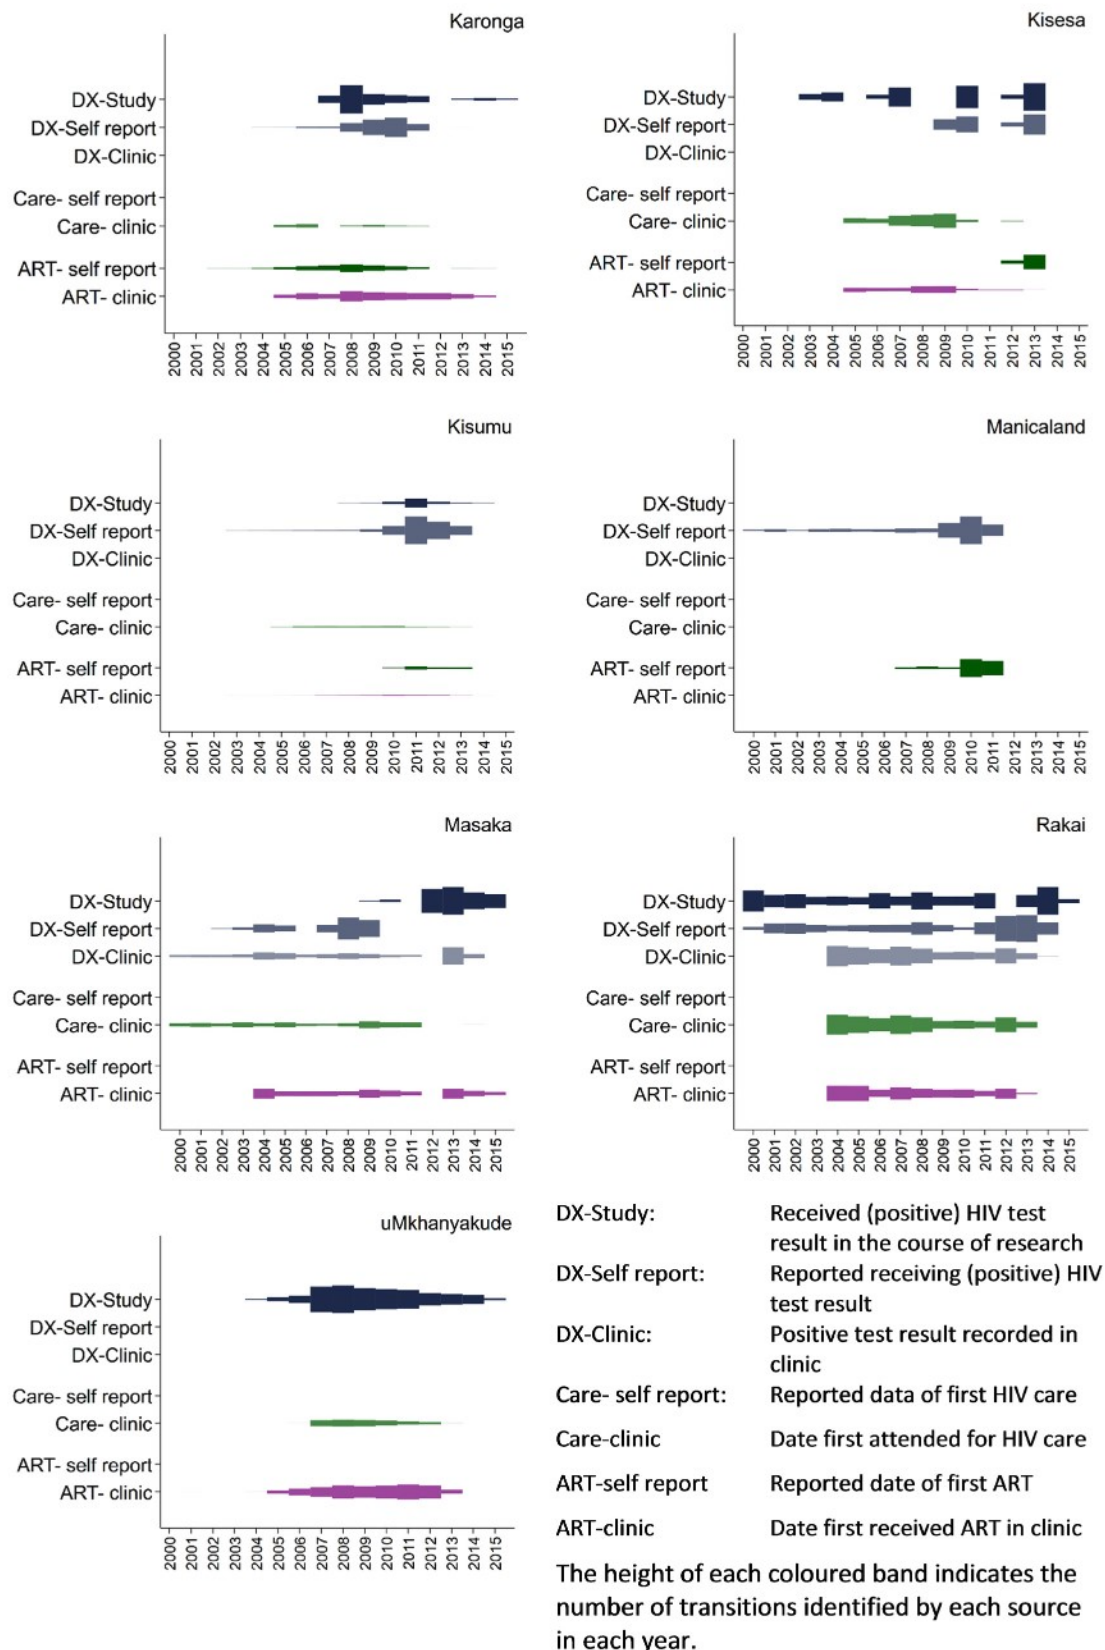 Karonga
DX-Study
DX-Self report
DX-Clinic
Care- self report
Care- clinic
ART- self report
ART- clinic
2000 2001 2002 2003 2004 2005 2006 2007 2008 2009 2010 2011 2012 2013 2014 2015
Kisesa
DX-Study
DX-Self report
DX-Clinic
Care- self report
Care- clinic
ART- self report
ART- clinic
2000 2001 2002 2003 2004 2005 2006 2007 2008 2009 2010 2011 2012 2013 2014 2015
Kisumu
DX-Study
DX-Self report
DX-Clinic
Care- self report
Care- clinic
ART- self report
ART- clinic
2000 2001 2002 2003 2004 2005 2006 2007 2008 2009 2010 2011 2012 2013 2014 2015
Manicaland
DX-Study
DX-Self report
DX-Clinic
Care- self report
Care- clinic
ART- self report
ART- clinic
2000 2001 2002 2003 2004 2005 2006 2007 2008 2009 2010 2011 2012 2013 2014 2015
Masaka
DX-Study
DX-Self report
DX-Clinic
Care- self report
Care- clinic
ART- self report
ART- clinic
2000 2001 2002 2003 2004 2005 2006 2007 2008 2009 2010 2011 2012 2013 2014 2015
Rakai
DX-Study
DX-Self report
DX-Clinic
Care- self report
Care- clinic
ART- self report
ART- clinic
2000 2001 2002 2003 2004 2005 2006 2007 2008 2009 2010 2011 2012 2013 2014 2015
uMkhanyakude
DX-Study
DX-Self report
DX-Clinic
Care- self report
Care- clinic
ART- self report
ART- clinic
2000 2001 2002 2003 2004 2005 2006 2007 2008 2009 2010 2011 2012 2013 2014 2015
DX-Study: Received (positive) HIV test
result in the course of research
DX-Self report: Reported receiving (positive) HIV
test result
DX-Clinic: Positive test result recorded in
clinic
Care- self report: Reported data of first HIV care
Care-clinic Date first attended for HIV care
ART-self report Reported date of first ART
ART-clinic Date first received ART in clinic
The height of each coloured band indicates the
number of transitions identified by each source
in each year.